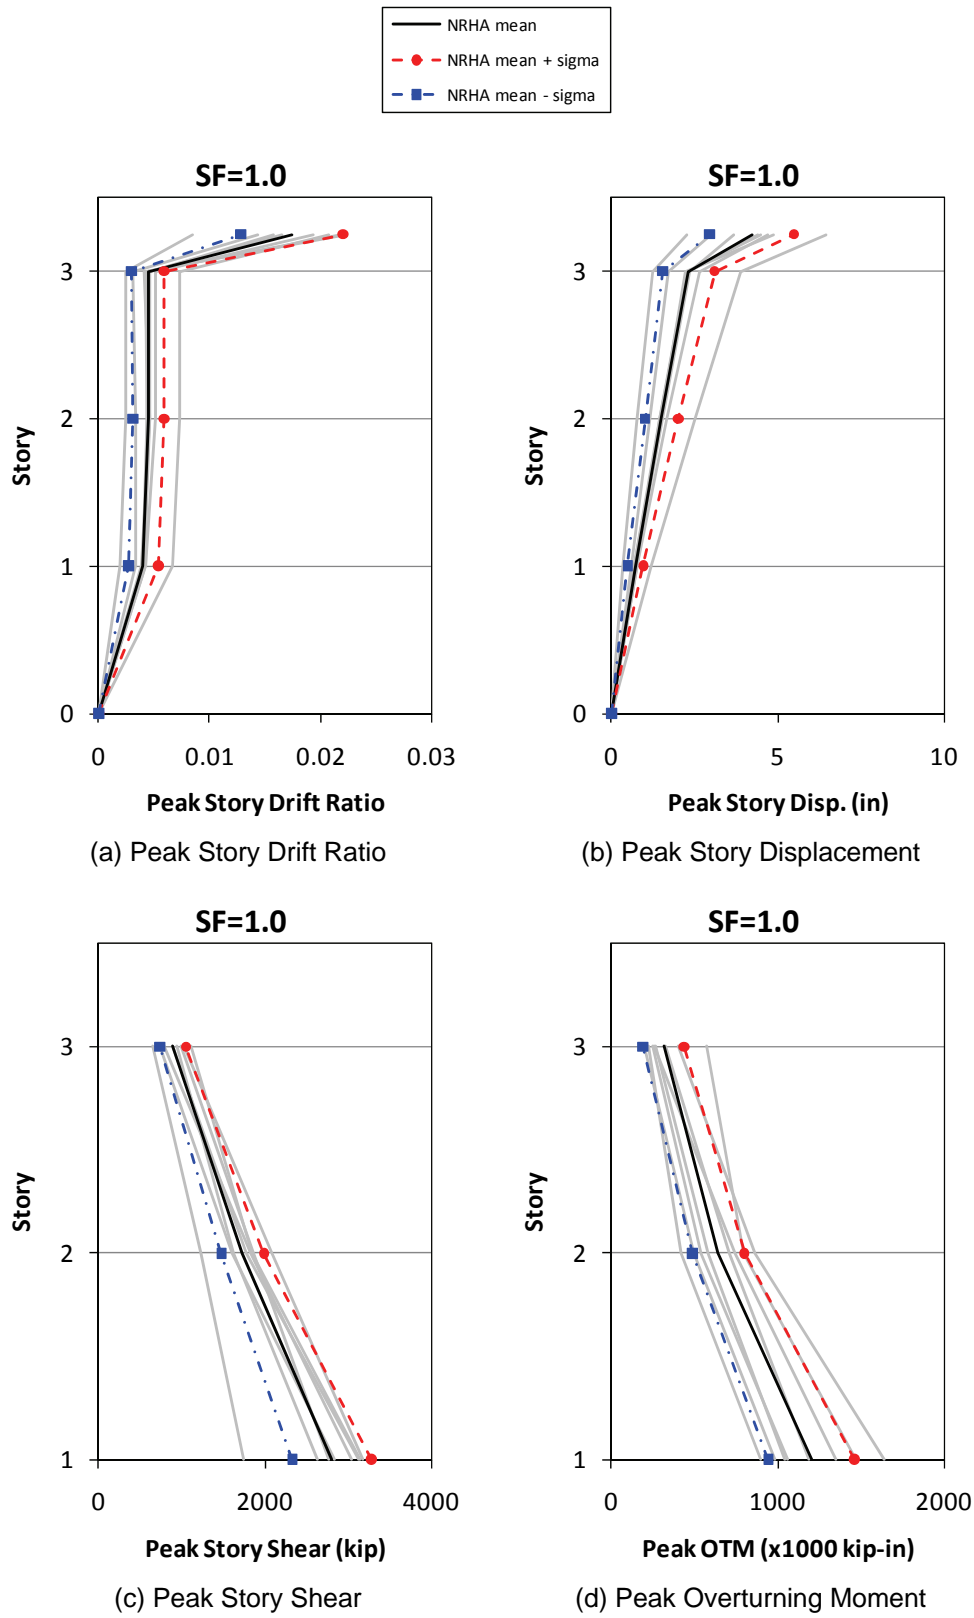 NRHA mean
NRHA mean + sigma
NRHA mean - sigma
SF=1.0
3
2
1
0
Story
0
0.01
0.02
0.03
Peak Story Drift Ratio
(a) Peak Story Drift Ratio
SF=1.0
3
2
1
0
Story
0
5
10
Peak Story Disp. (in)
(b) Peak Story Displacement
SF=1.0
3
2
1
Story
0
2000
4000
Peak Story Shear (kip)
(c) Peak Story Shear
SF=1.0
3
2
1
Story
0
1000
2000
Peak OTM (x1000 kip-in)
(d) Peak Overturning Moment